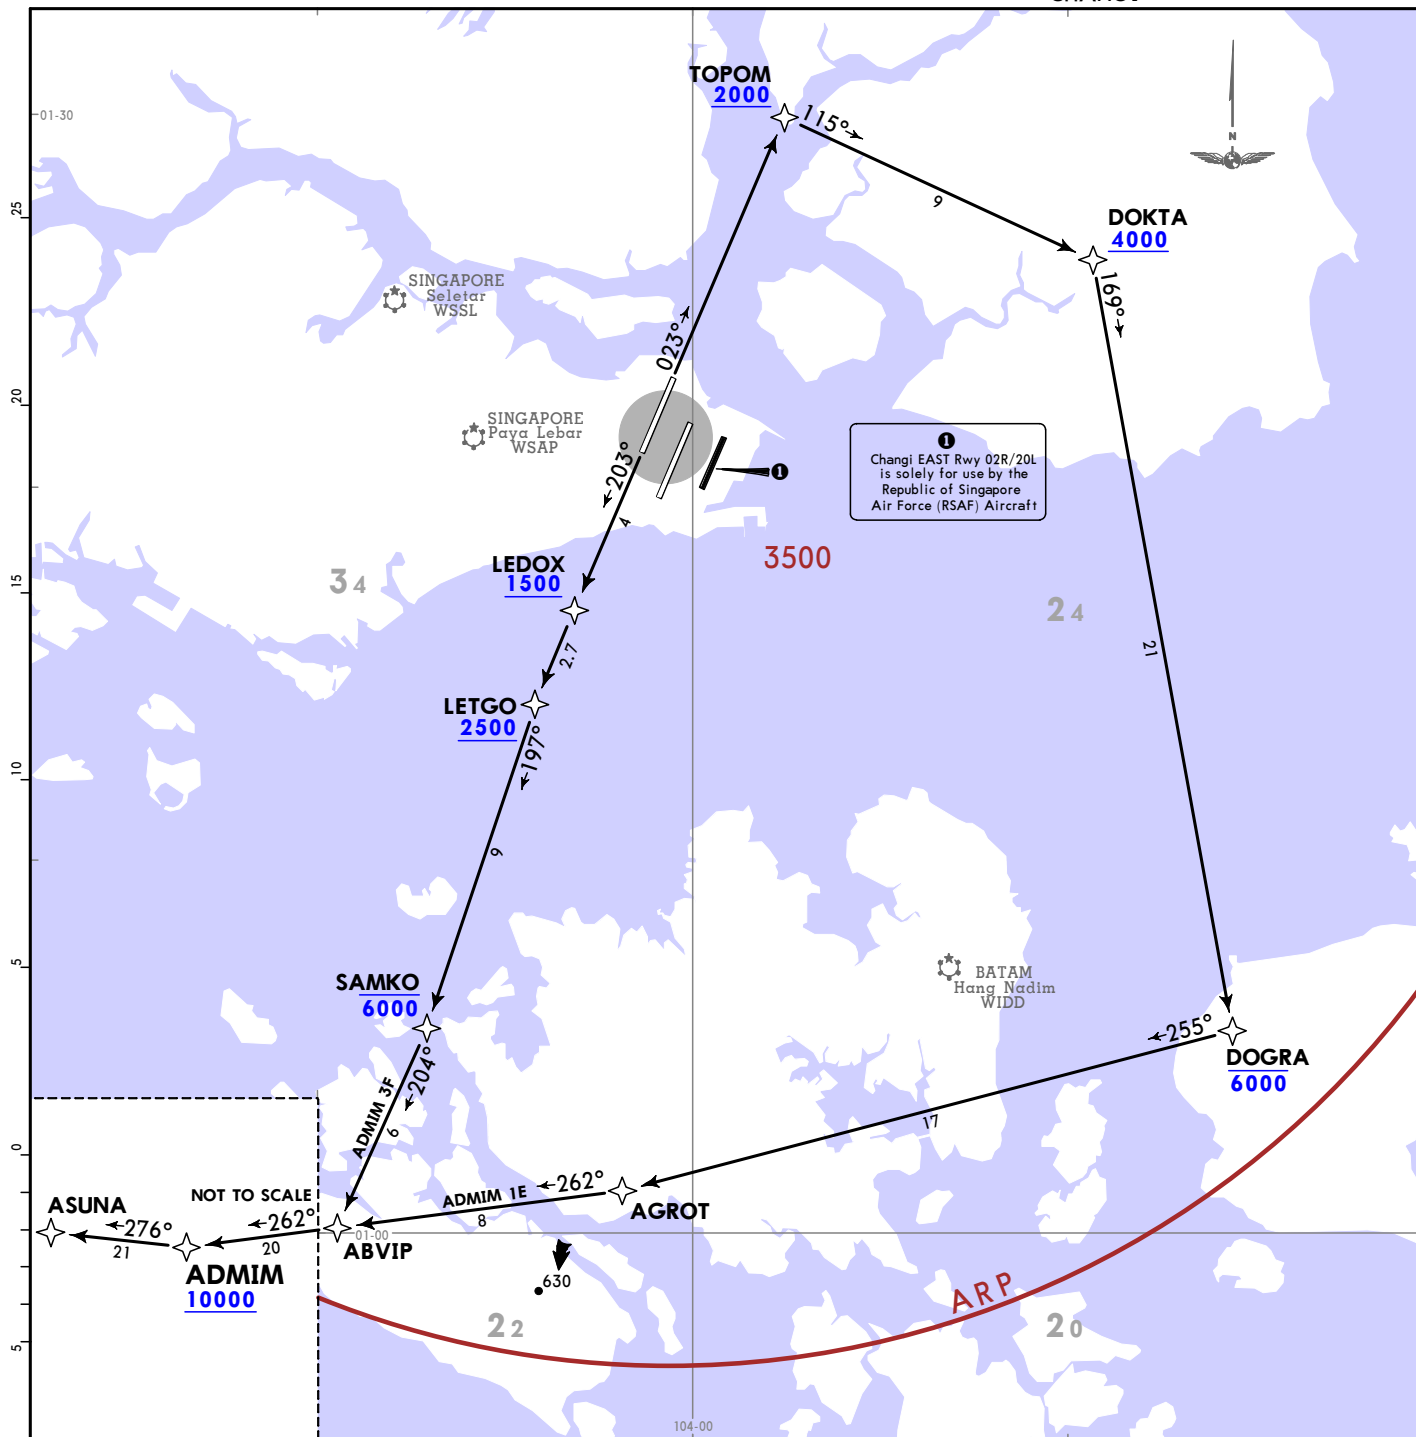 TOPOM
2000
01-30
115°
N
9
25
DOKTA
4000
SINGAPORE
Seletar
WSSL
169°
023°
20
SINGAPORE
Paya Lebar
WSAP
203°
1
1
Changi EAST Rwy 02R/20L
is solely for use by the
Republic of Singapore
Air Force (RSAF) Aircraft
4
3500
LEDOX
1500
15
34
24
21
2.7
LETGO
2500
197°
10
9
5
SAMKO
6000
BATAM
Hang Nadim
WIDD
255°
DOGRA
6000
204°
ADMIM 3F
6
17
0
NOT TO SCALE
ASUNA
276°
21
262°
20
ADMIM
10000
ABVIP
01-00
ADMIM 1E
262°
8
AGROT
630
ARP
22
20
5
104-00